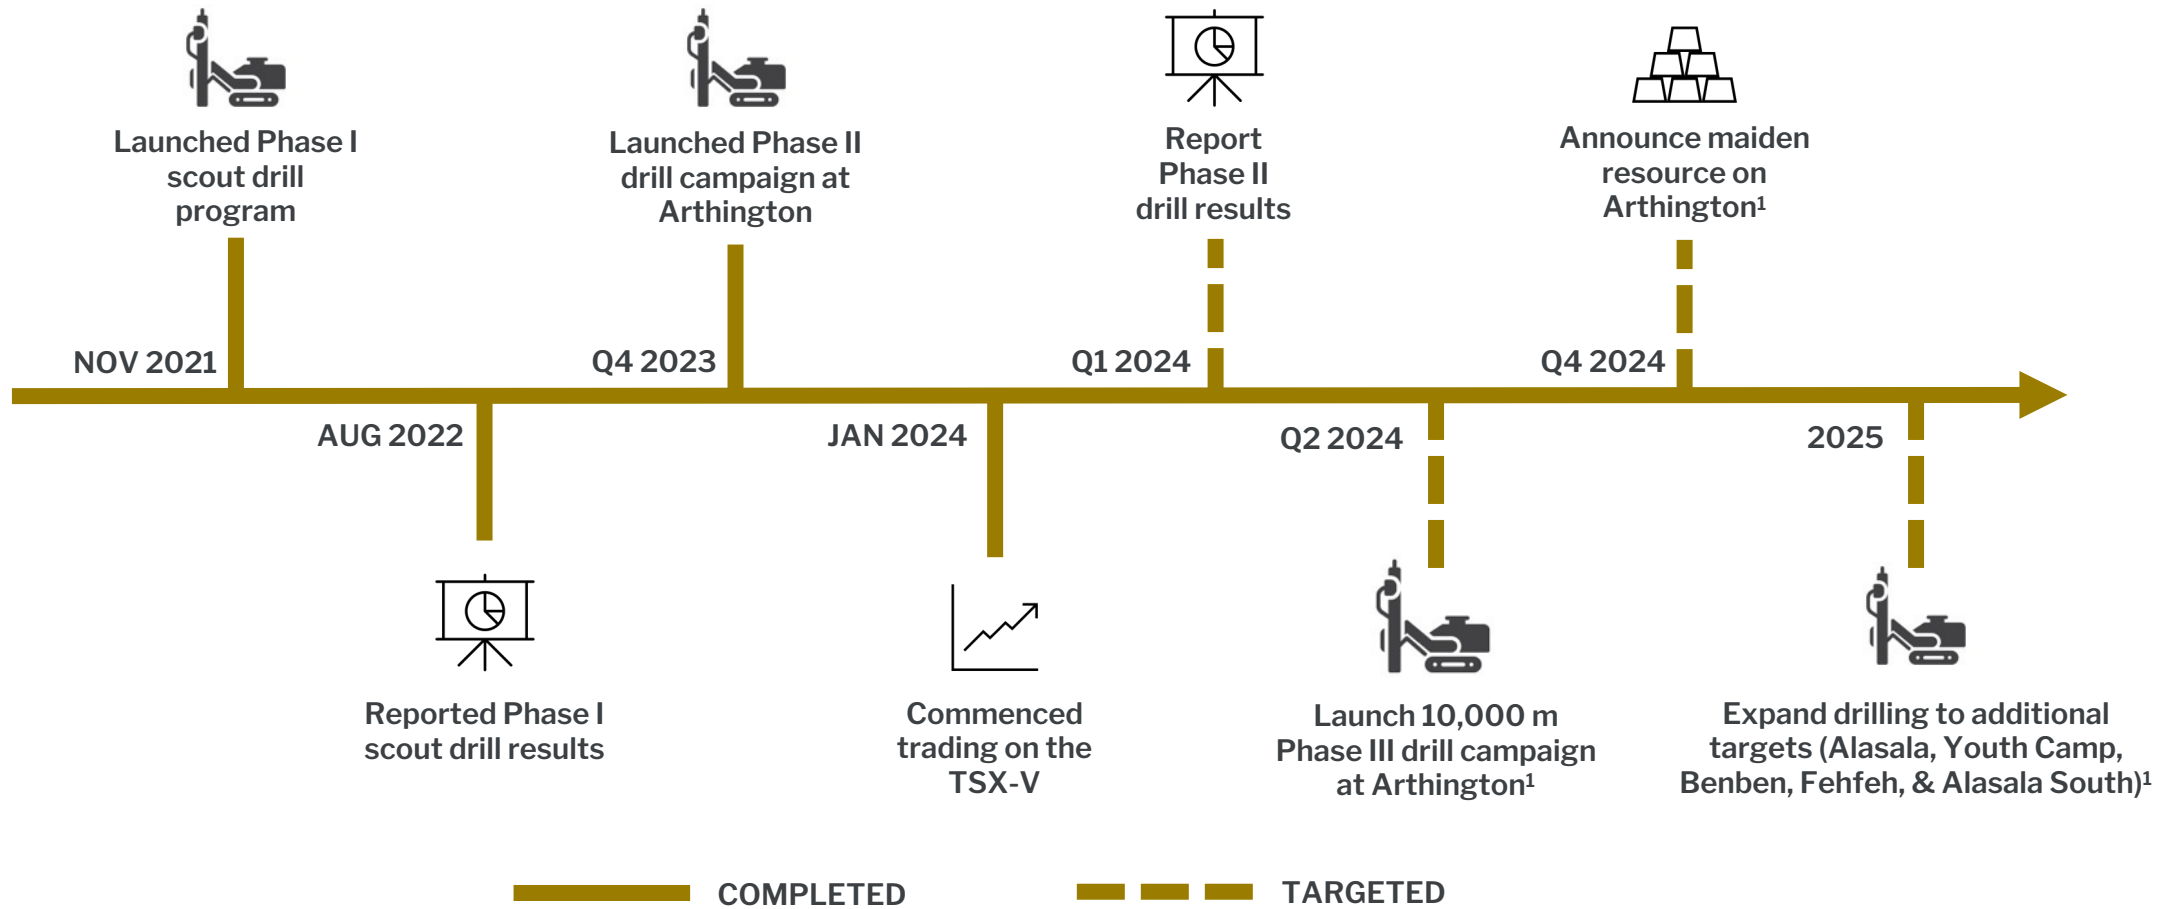 Launched Phase I
scout drill
program
NOV 2021
Reported Phase I
scout drill results
AUG 2022
Launched Phase II
drill campaign at
Arthington
Q4 2023
JAN 2024
Commenced
trading on the
TSX-V
Report
Phase II
drill results
Q1 2024
Q2 2024
Launch 10,000 m
Phase III drill campaign
at Arthington¹
Announce maiden
resource on
Arthington¹
Q4 2024
2025
Expand drilling to additional
targets (Alasala, Youth Camp,
Benben, Fehfeh, & Alasala South)¹
COMPLETED
TARGETED